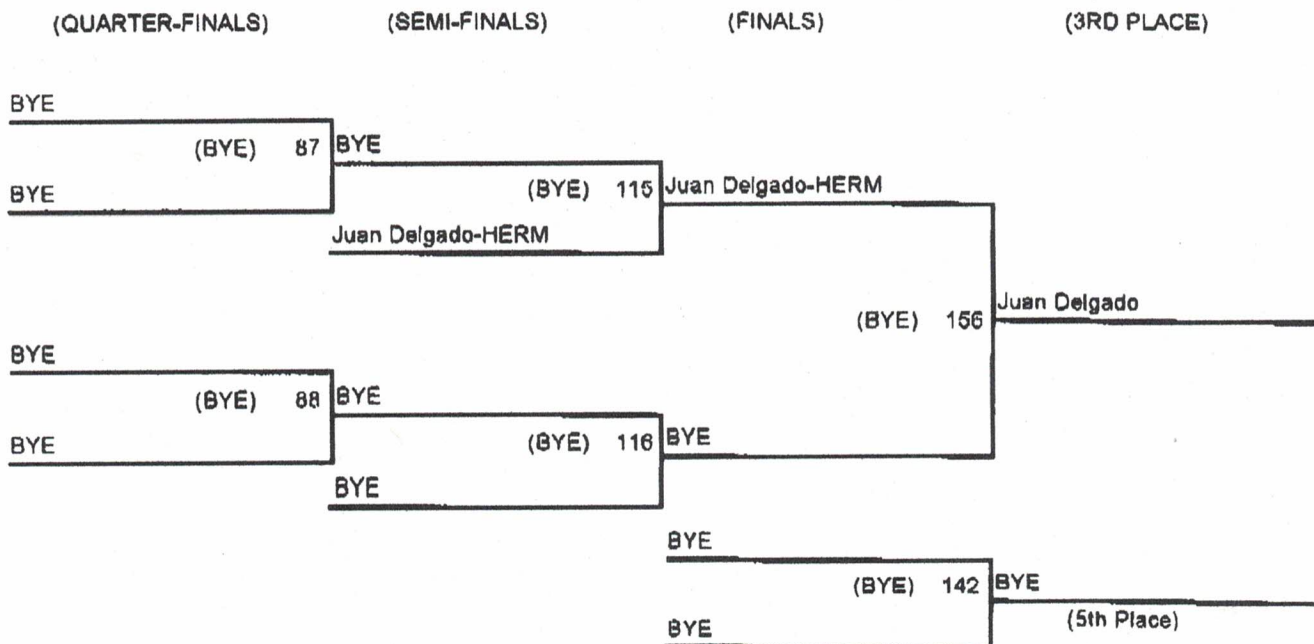 (QUARTER-FINALS) (SEMI-FINALS) (FINALS) (3RD PLACE)
BYE
(BYE) 87 BYE
BYE
(BYE) 115 Juan Delgado-HERM
Juan Delgado-HERM
(BYE) 156 Juan Delgado
BYE
(BYE) 88 BYE
BYE
(BYE) 116 BYE
BYE
BYE
(BYE) 142 BYE
(5th Place)
BYE